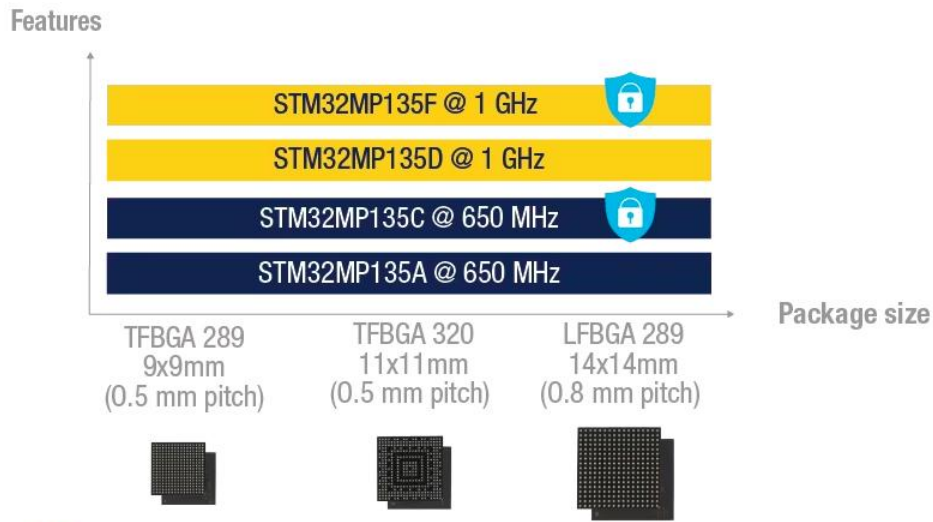 Features
STM32MP135F @ 1 GHz
STM32MP135D @ 1 GHz
STM32MP135C @ 650 MHz
STM32MP135A @ 650 MHz
Package size
TFBGA 289
9x9mm
(0.5 mm pitch)
TFBGA 320
11x11mm
(0.5 mm pitch)
LFBGA 289
14x14mm
(0.8 mm pitch)